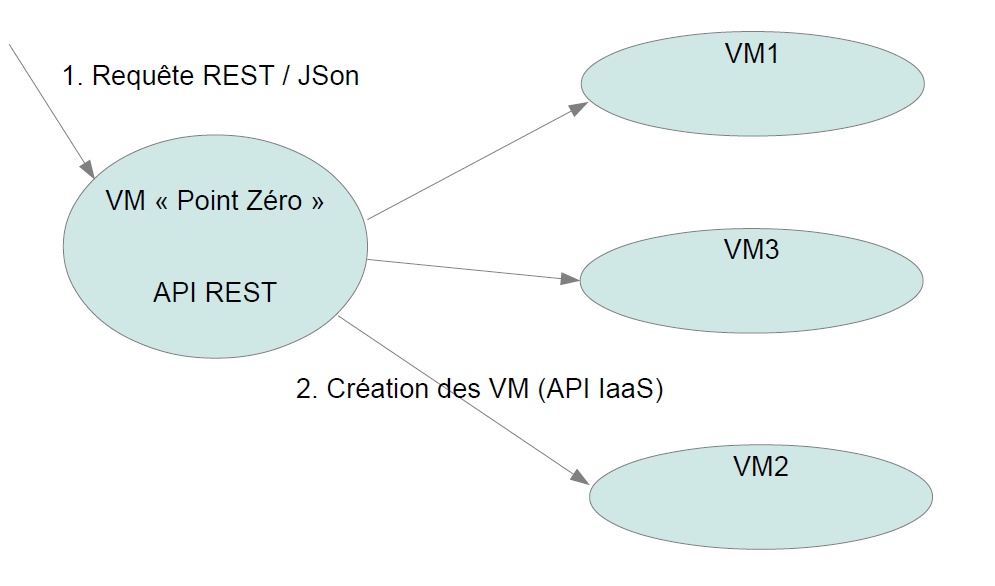 1. Requête REST / JSon
VM « Point Zéro »
API REST
VM1
VM3
2. Création des VM (API IaaS)
VM2